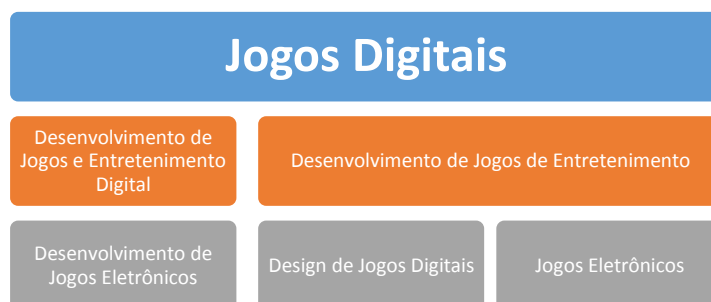 Jogos Digitais
Desenvolvimento de
Jogos e Entretenimento
Digital
Desenvolvimento de Jogos de Entretenimento
Desenvolvimento de
Jogos Eletrônicos
Design de Jogos Digitais
Jogos Eletrônicos